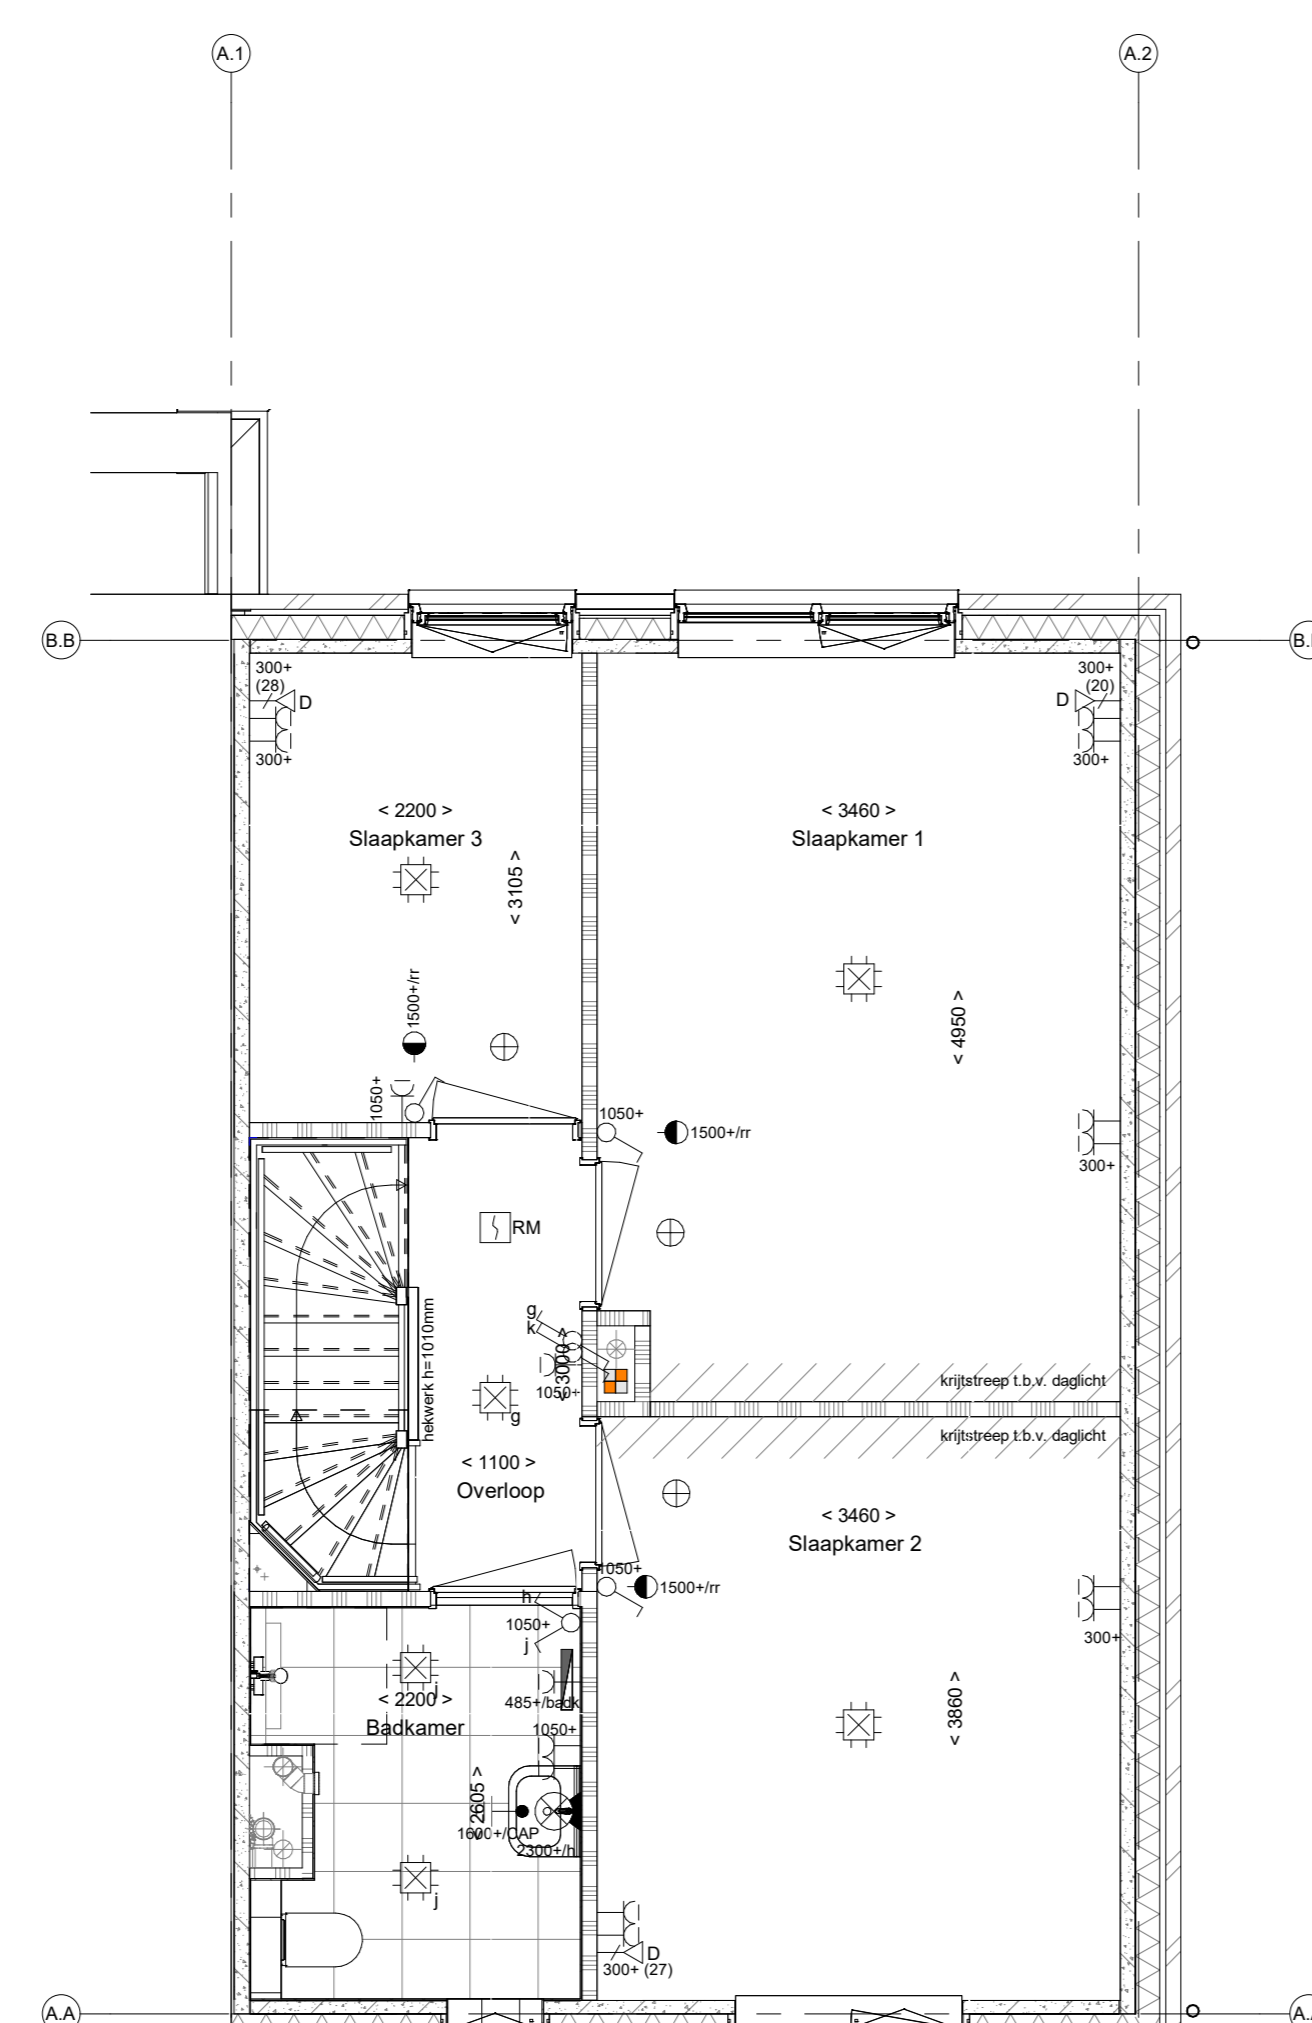 A.1
A.2
B.B
B.
300+
(28)
D
300+
300+
(20)
D
300+
< 2200 >
Slaapkamer 3
< 3105 >
< 3460 >
Slaapkamer 1
< 4950 >
1500+/rr
1050+
1050+
1500+/rr
300+
RM
hekwerk h=1010mm
g
k
< 3000 >
1050+
g
krijtstreep t.b.v. daglicht
krijtstreep t.b.v. daglicht
< 1100 >
Overloop
< 3460 >
Slaapkamer 2
1050+
1500+/rr
300+
h
1050+
j
j
< 2200 >
Badkamer
485+/badk
1050+
< 3860 >
< 2605 >
1600+/CAP
2300+/h
j
D
300+ (27)
A.A
A.